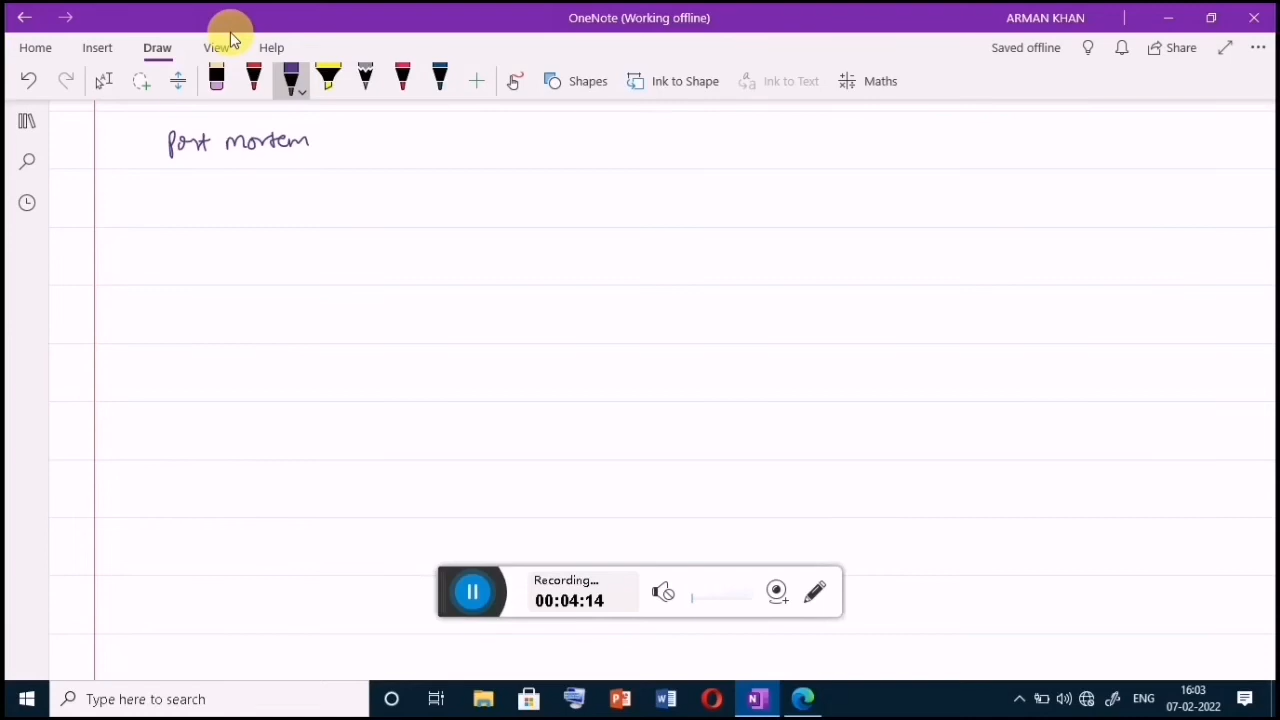 OneNote (Working offline)
ARMAN KHAN
Home Insert Draw View Help
Saved offline
Share
Shapes
Ink to Shape
Ink to Text
Maths
Post mortem
Recording...
00:04:14
Type here to search
ENG
16:03
07-02-2022